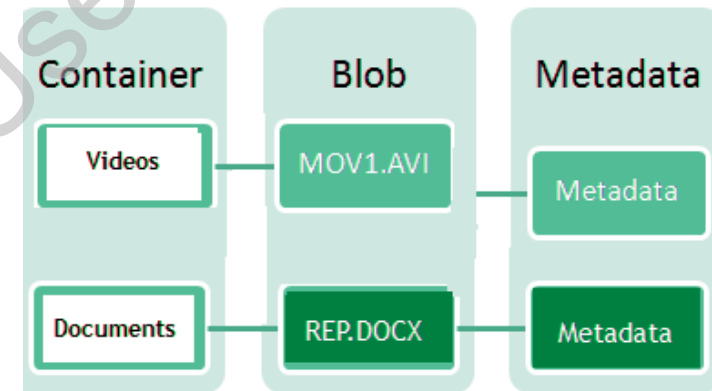 Container Blob Metadata
Videos MOV1.AVI Metadata
Documents REP.DOCX Metadata